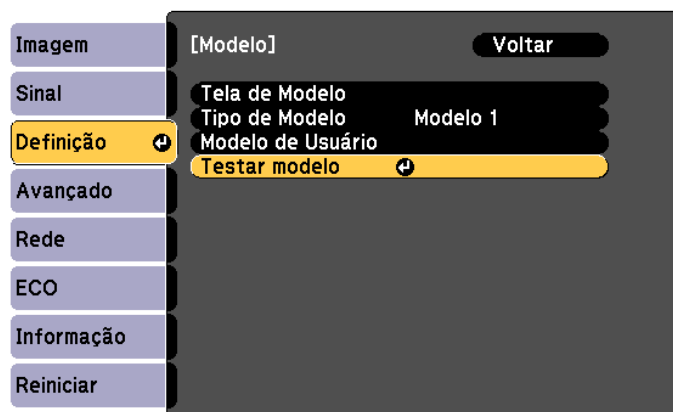 Imagem
Sinal
Definição
Avançado
Rede
ECO
Informação
Reiniciar
[Modelo] Voltar
Tela de Modelo
Tipo de Modelo Modelo 1
Modelo de Usuário
Testar modelo